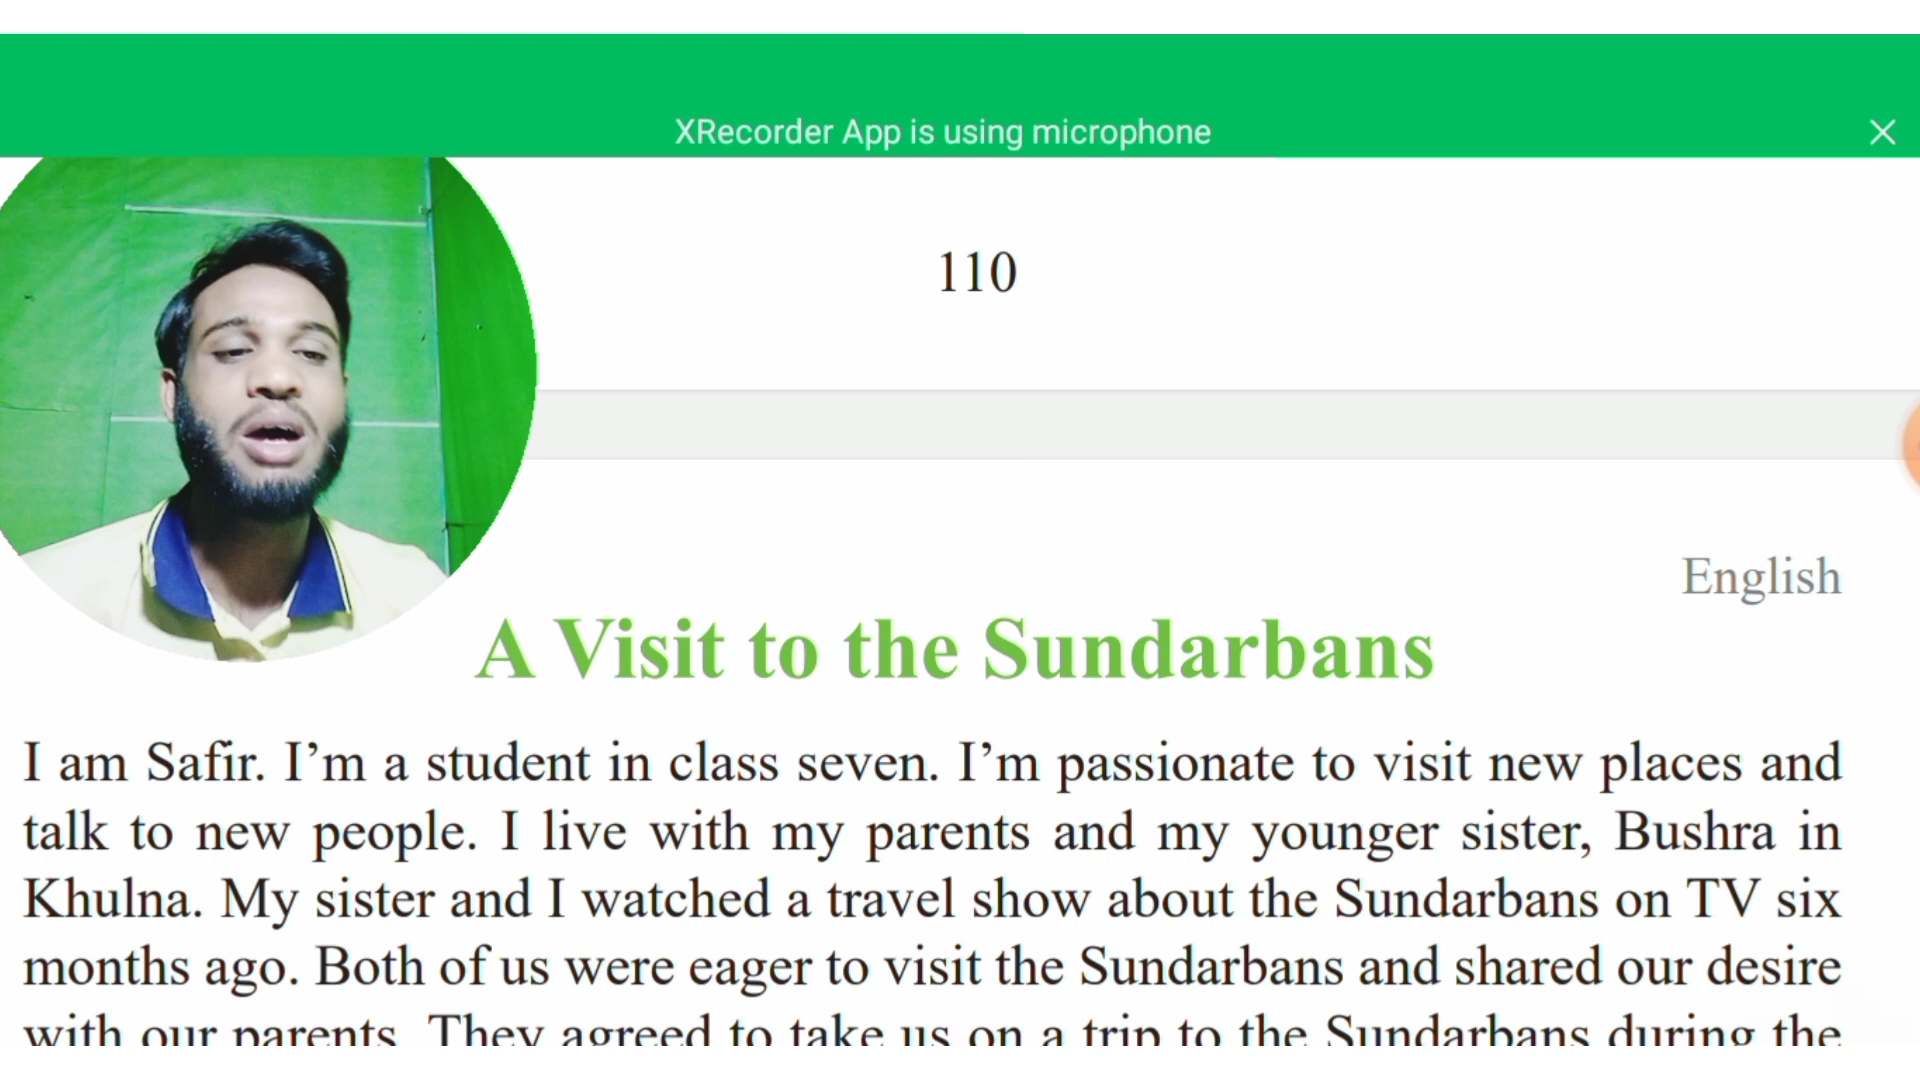 XRecorder App is using microphone
110
English
A Visit to the Sundarbans
I am Safir. I’m a student in class seven. I’m passionate to visit new places and
talk to new people. I live with my parents and my younger sister, Bushra in
Khulna. My sister and I watched a travel show about the Sundarbans on TV six
months ago. Both of us were eager to visit the Sundarbans and shared our desire
with our parents. They agreed to take us on a trip to the Sundarbans during the